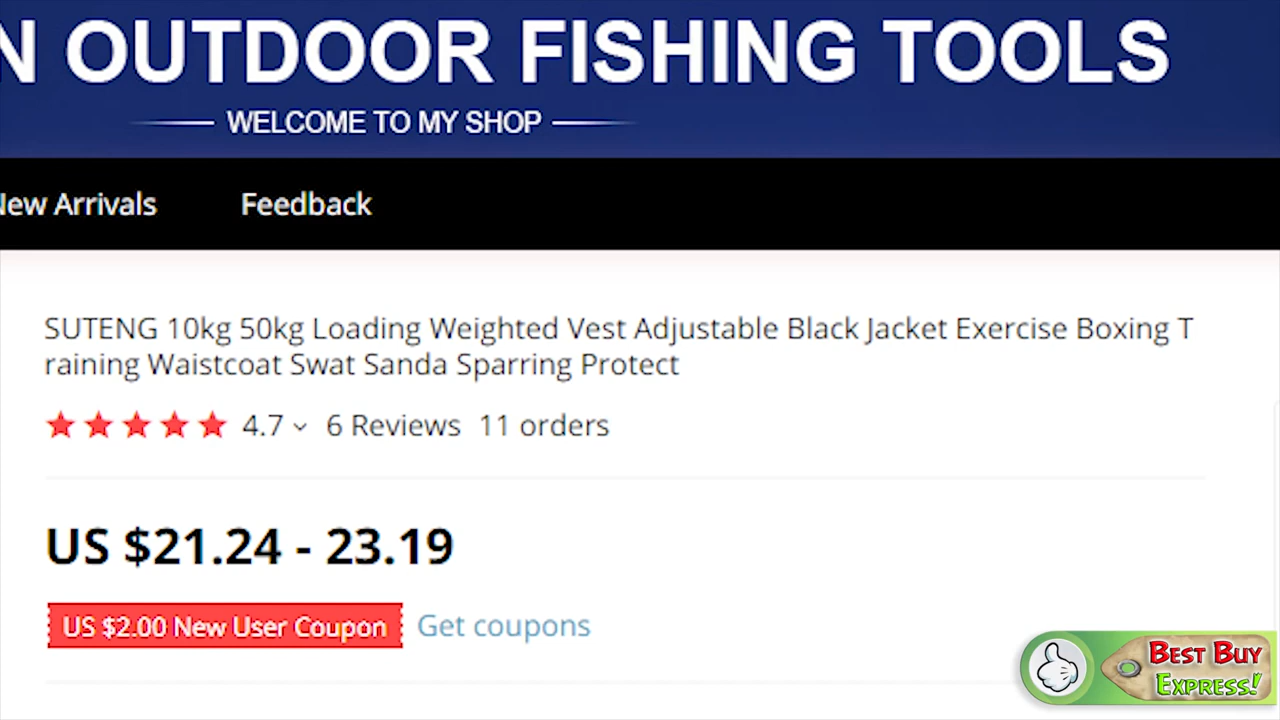 N OUTDOOR FISHING TOOLS
WELCOME TO MY SHOP
New Arrivals
Feedback
SUTENG 10kg 50kg Loading Weighted Vest Adjustable Black Jacket Exercise Boxing T
raining Waistcoat Swat Sanda Sparring Protect
4.7 6 Reviews 11 orders
US $21.24 - 23.19
US $2.00 New User Coupon Get coupons
BEST BUY
EXPRESS!